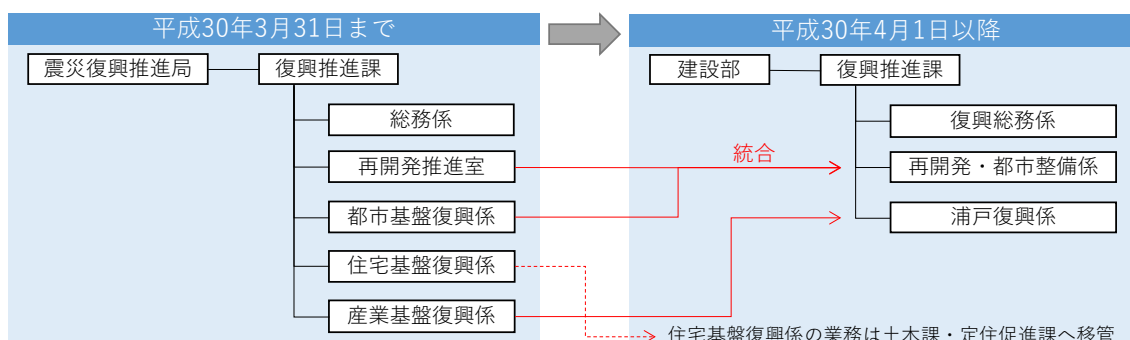 平成30年3月31日まで
震災復興推進局
復興推進課
総務係
再開発推進室
都市基盤復興係
住宅基盤復興係
産業基盤復興係
統合
平成30年4月1日以降
建設部
復興推進課
復興総務係
再開発・都市整備係
浦戸復興係
住宅基盤復興係の業務は土木課・定住促進課へ移管